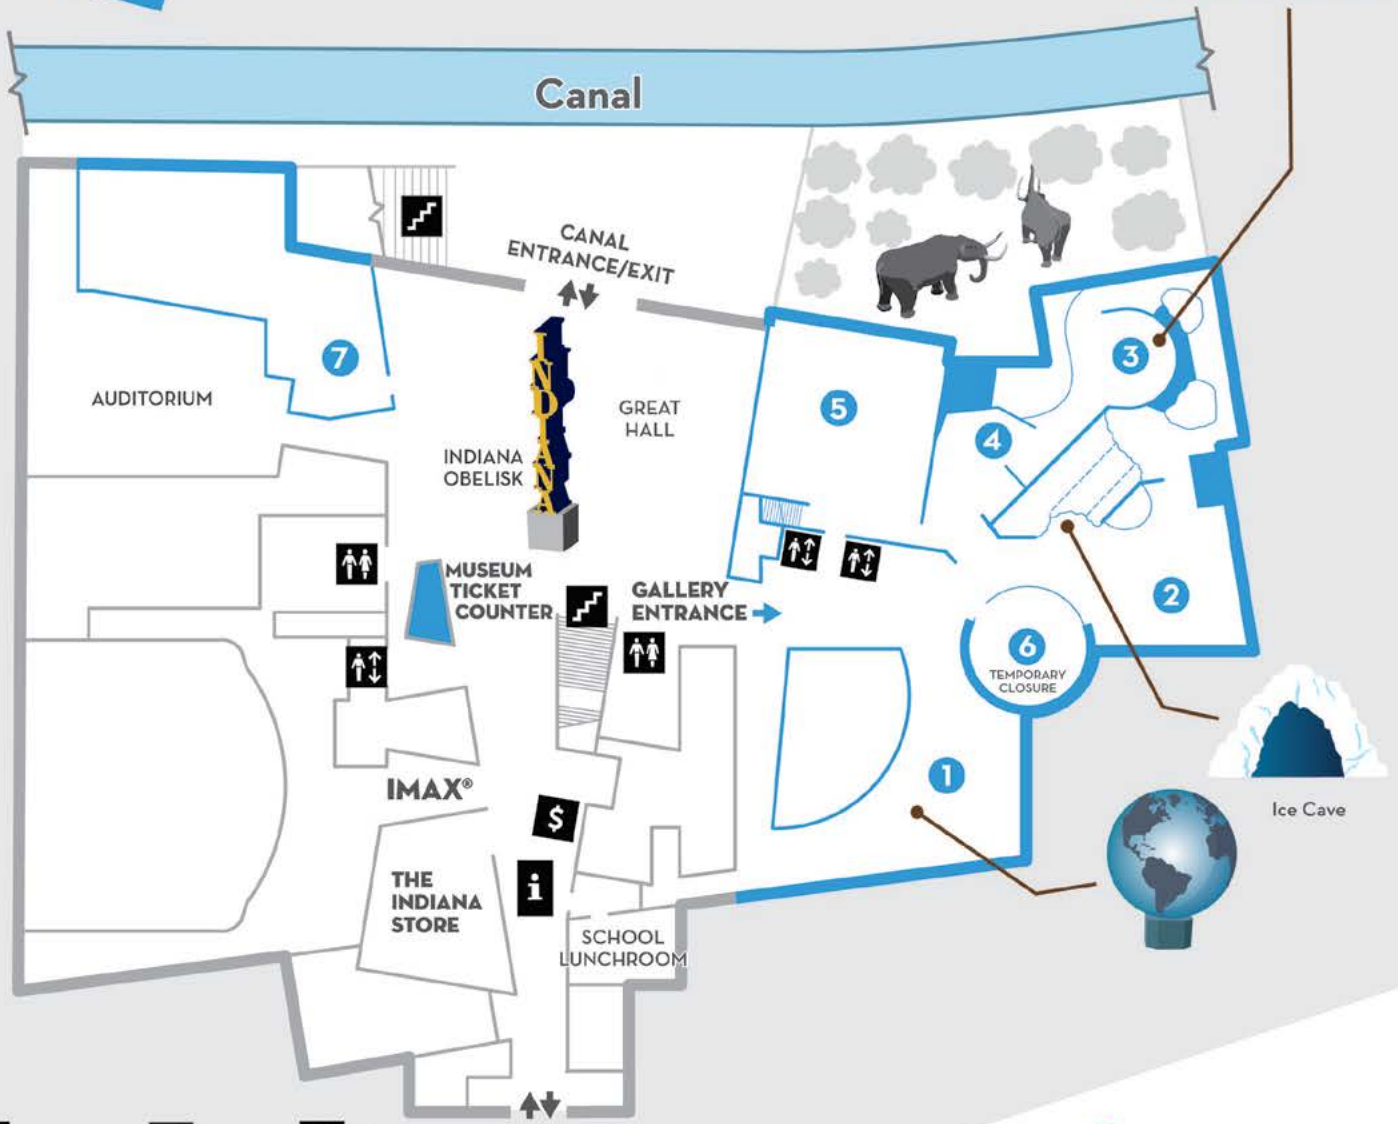 Canal
CANAL
ENTRANCE/EXIT
3
7
AUDITORIUM
INDIANA
GREAT
HALL
5
4
INDIANA
OBELISK
MUSEUM
TICKET
COUNTER
GALLERY
ENTRANCE
2
6
TEMPORARY
CLOSURE
1
IMAX®
$
Ice Cave
THE
INDIANA
STORE
i
SCHOOL
LUNCHROOM